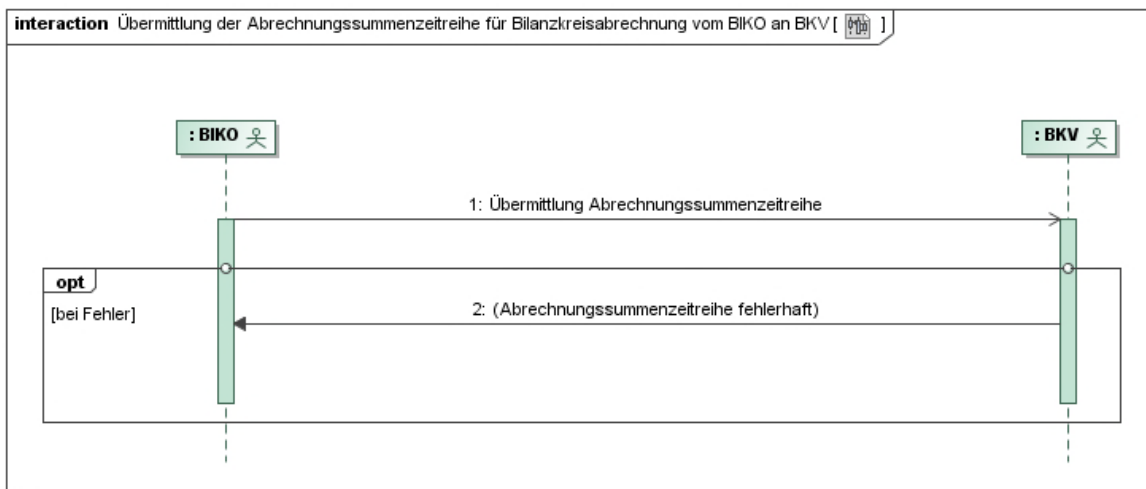 interaction Übermittlung der Abrechnungssummenzeitreihe für Bilanzkreisabrechnung vom BIKO an BKV [ ]
: BIKO
: BKV
1: Übermittlung Abrechnungssummenzeitreihe
opt
[bei Fehler]
2: (Abrechnungssummenzeitreihe fehlerhaft)